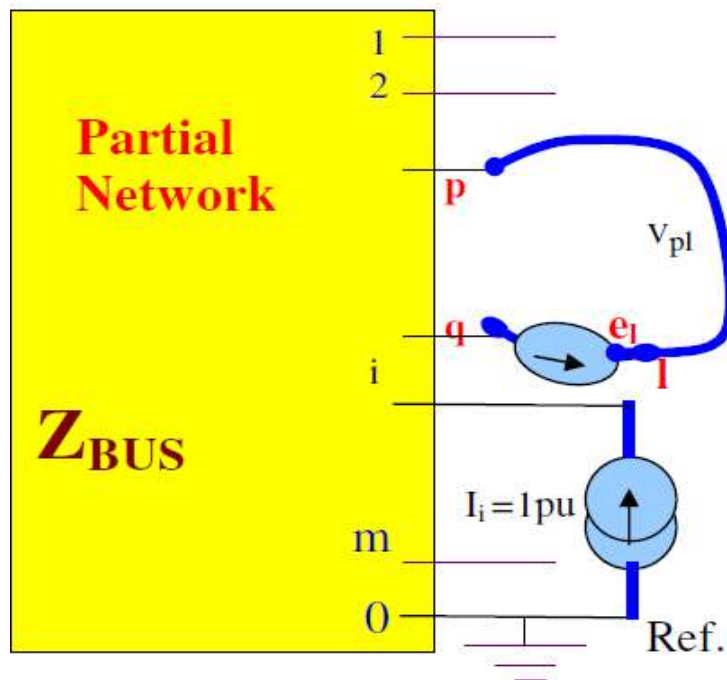 1
2
Partial
Network
p
v_pl
q
e_l
l
i
Z_BUS
I_i = 1pu
m
0
Ref.